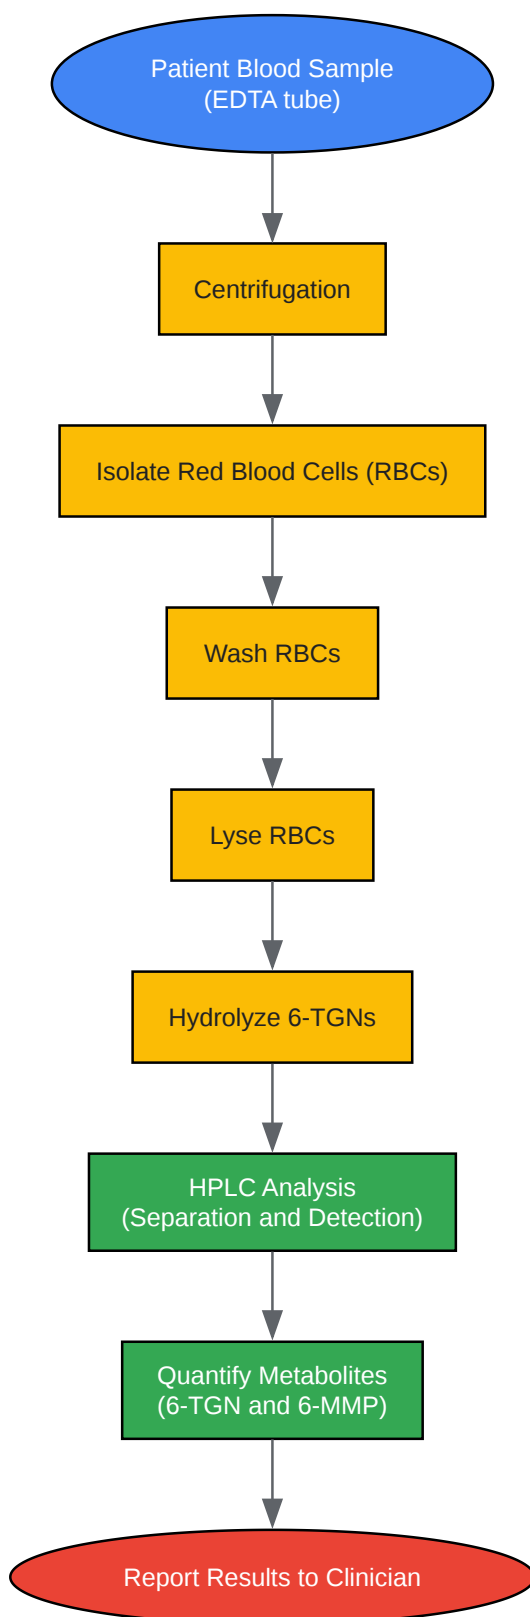 Patient Blood Sample
(EDTA tube)
Centrifugation
Isolate Red Blood Cells (RBCs)
Wash RBCs
Lyse RBCs
Hydrolyze 6-TGNs
HPLC Analysis
(Separation and Detection)
Quantify Metabolites
(6-TGN and 6-MMP)
Report Results to Clinician